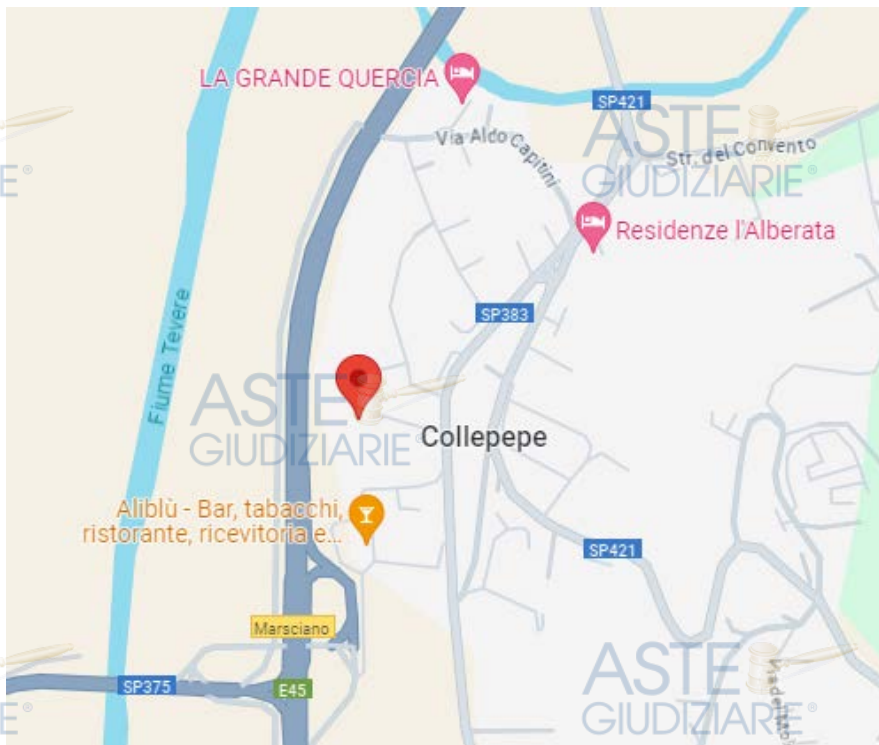 LA GRANDE QUERCIA
SP421
ASTE
GIUDIZIARIE®
Via Aldo Capitini
Str. del Convento
E®
Residenze l'Alberata
Fiume Tevere
SP383
ASTE
GIUDIZIARIE®
Collepepe
Aliblù - Bar, tabacchi,
ristorante, ricevitoria e...
SP421
Marsciano
ASTE
GIUDIZIARIE®
SP375
E45
E®